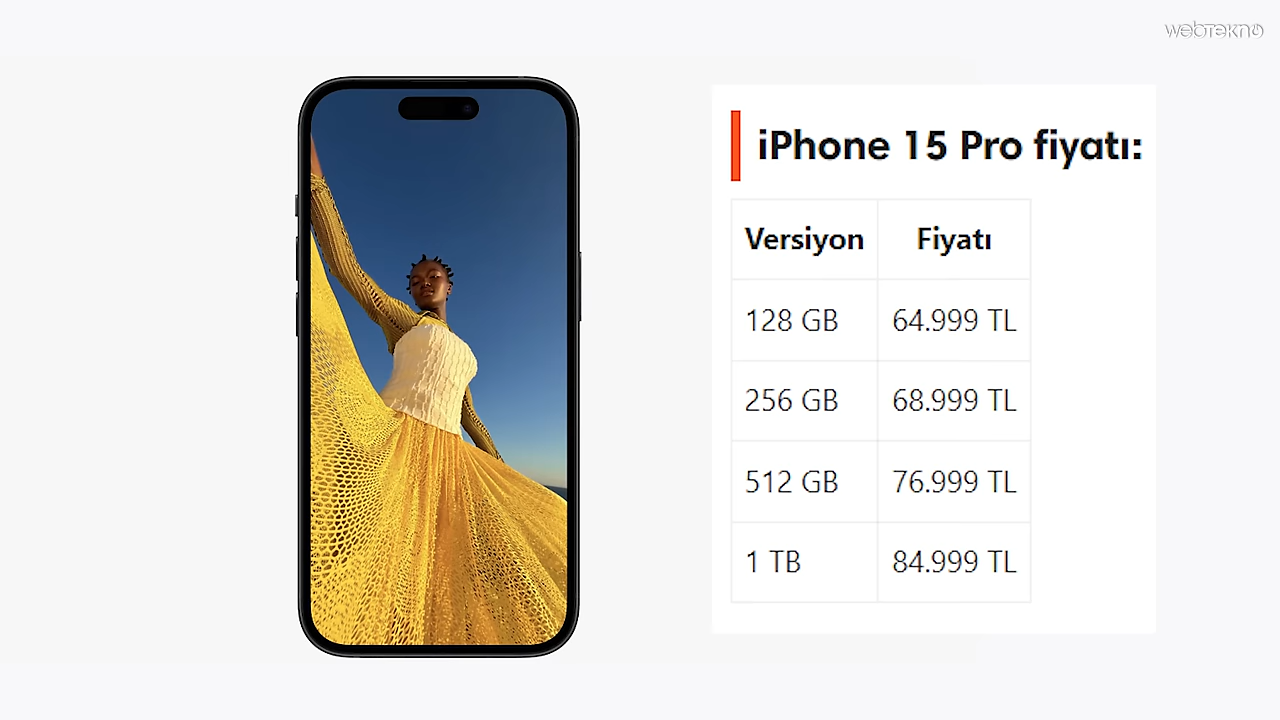 webtekno
iPhone 15 Pro fiyatı:
Versiyon Fiyatı
128 GB 64.999 TL
256 GB 68.999 TL
512 GB 76.999 TL
1 TB 84.999 TL